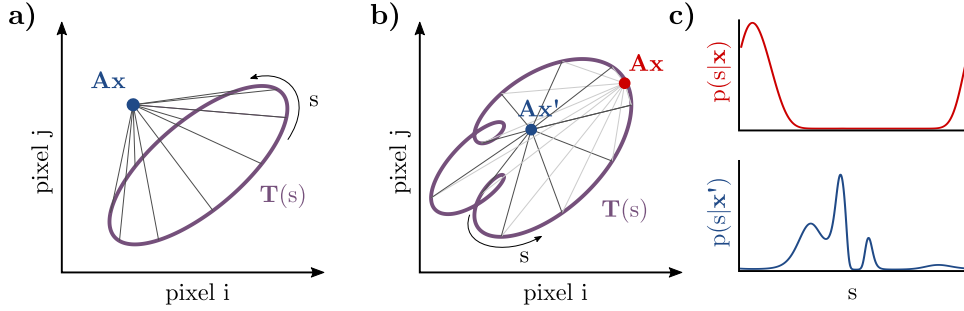 a)
Ax
s
T(s)
pixel j
pixel i
b)
Ax
Ax'
T(s)
s
pixel j
pixel i
c)
p(s|x)
p(s|x')
s